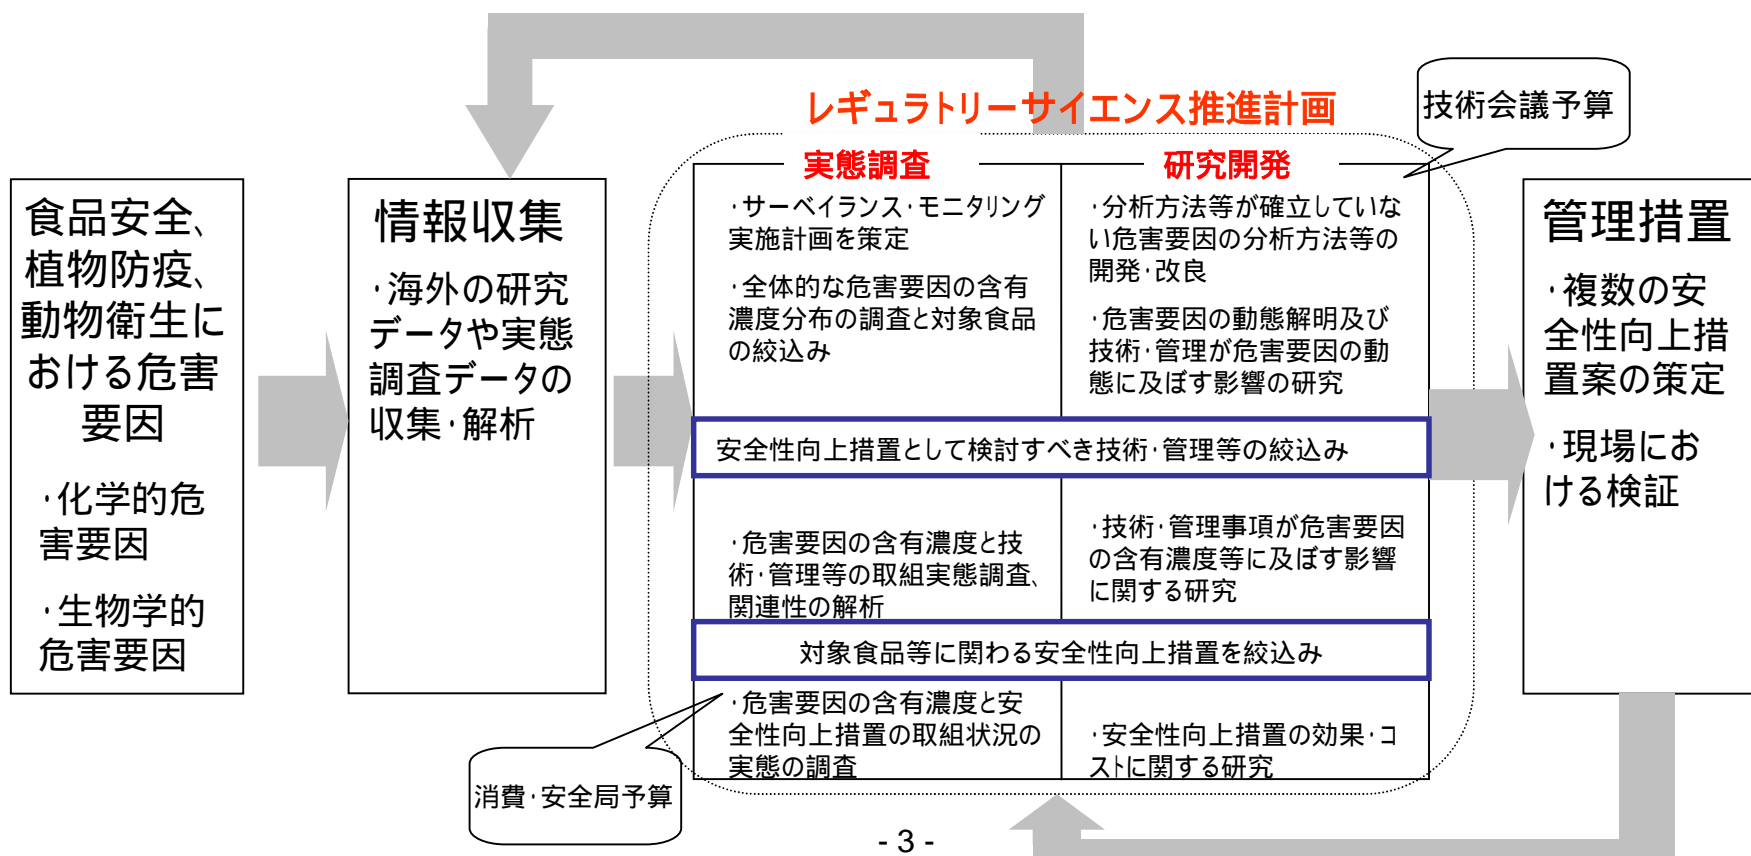 レギュラトリーサイエンス推進計画
技術会議予算
食品安全、
植物防疫、
動物衛生に
おける危害
要因
・化学的危
害要因
・生物学的
危害要因
情報収集
・海外の研究
データや実態
調査データの
収集・解析
実態調査
・サーベイランス・モニタリング
実施計画を策定
・全体的な危害要因の含有
濃度分布の調査と対象食品
の絞込み
研究開発
・分析方法等が確立していな
い危害要因の分析方法等の
開発・改良
・危害要因の動態解明及び
技術・管理が危害要因の動
態に及ぼす影響の研究
安全性向上措置として検討すべき技術・管理等の絞込み
・危害要因の含有濃度と技
術・管理等の取組実態調査、
関連性の解析
・技術・管理事項が危害要因
の含有濃度等に及ぼす影響
に関する研究
対象食品等に関わる安全性向上措置を絞込み
・危害要因の含有濃度と安
全性向上措置の取組状況の
実態の調査
・安全性向上措置の効果・コ
ストに関する研究
管理措置
・複数の安
全性向上措
置案の策定
・現場にお
ける検証
消費・安全局予算
- 3 -